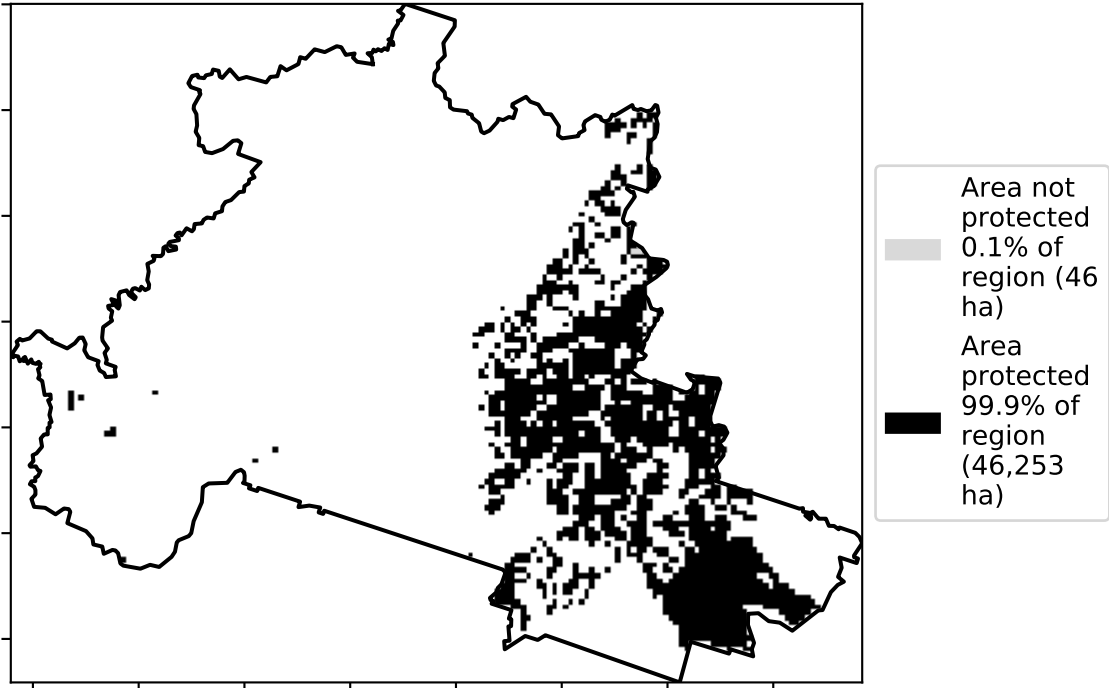 Area not
protected
0.1% of
region (46
ha)
Area
protected
99.9% of
region
(46,253
ha)